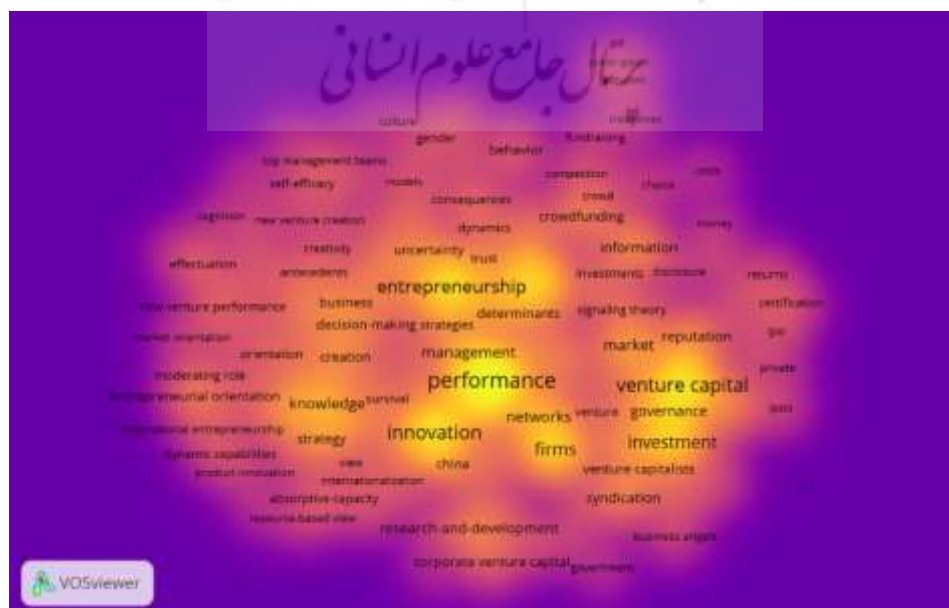 پرتال جامع علوم انسانی
culture
gender
fundraising
behavior
top management teams
self-efficacy
models
competition
choice
consequences
crowd
cognition
new venture creation
crowdfunding
money
dynamics
creativity
uncertainty
trust
information
effectuation
antecedents
investments
disclosure
returns
entrepreneurship
new venture performance
business
determinants
signaling theory
certification
decision-making strategies
market orientation
market
reputation
orientation
creation
management
moderating role
performance
venture capital
private
entrepreneurial orientation
knowledge
survival
networks
venture
governance
international entrepreneurship
strategy
innovation
firms
investment
dynamic capabilities
view
china
product innovation
internationalization
venture capitalists
absorptive-capacity
syndication
resource-based view
research-and-development
business angels
corporate venture capital
government
VOSviewer